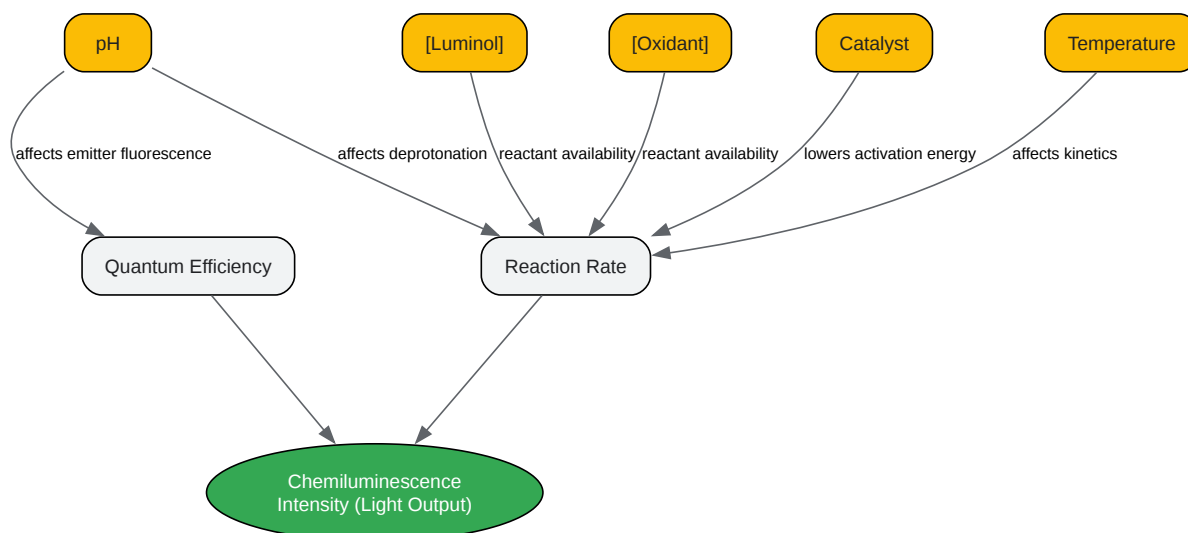 pH
[Luminol]
[Oxidant]
Catalyst
Temperature
affects emitter fluorescence
affects deprotonation
reactant availability
reactant availability
lowers activation energy
affects kinetics
Quantum Efficiency
Reaction Rate
Chemiluminescence
Intensity (Light Output)